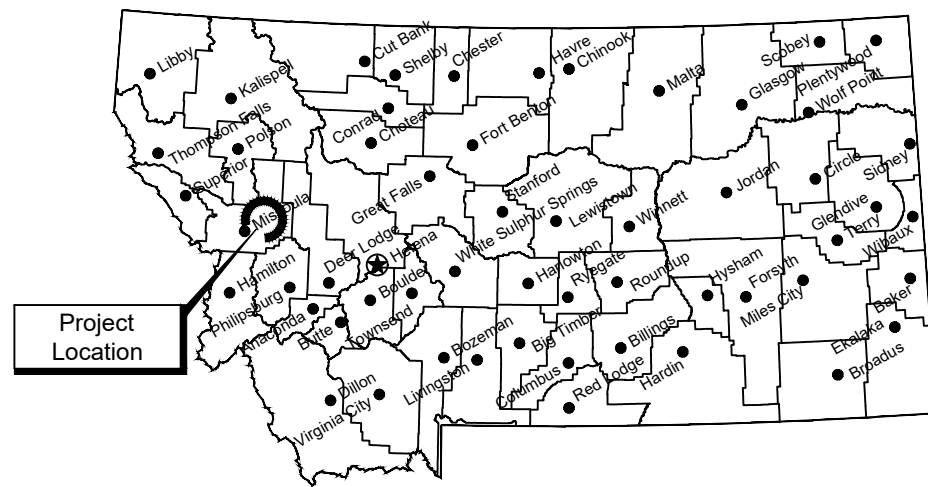 Libby
Kalispell
Cut Bank
Shelby
Chester
Havre
Chinook
Malta
Scobey
Plentywood
Glasgow
Wolf Point
Thompson Falls
Polson
Conrad
Choteau
Fort Benton
Superior
Missoula
Great Falls
Stanford
Lewistown
Winnett
Jordan
Circle
Sidney
Glendive
Terry
Wibaux
White Sulphur Springs
Deer Lodge
Helena
Hamilton
Philipsburg
Anaconda
Butte
Boulder
Townsend
Harlowton
Ryegate
Roundup
Hysham
Forsyth
Miles City
Baker
Ekalaka
Broadus
Project
Location
Bozeman
Livingston
Big Timber
Columbus
Billings
Red Lodge
Hardin
Dillon
Virginia City